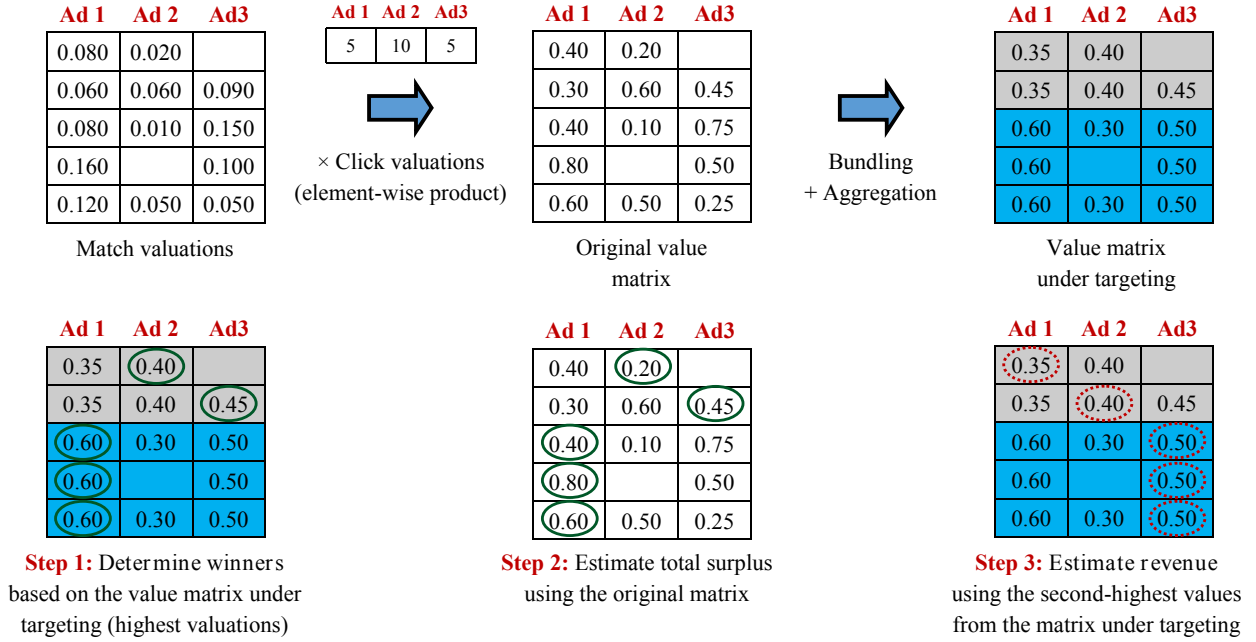 Ad 1 Ad 2 Ad3
0.080 0.020
0.060 0.060 0.090
0.080 0.010 0.150
0.160 0.100
0.120 0.050 0.050
Match valuations
Ad 1 Ad 2 Ad3
5 10 5
× Click valuations
(element-wise product)
Ad 1 Ad 2 Ad3
0.40 0.20
0.30 0.60 0.45
0.40 0.10 0.75
0.80 0.50
0.60 0.50 0.25
Original value
matrix
Bundling
+ Aggregation
Ad 1 Ad 2 Ad3
0.35 0.40
0.35 0.40 0.45
0.60 0.30 0.50
0.60 0.50
0.60 0.30 0.50
Value matrix
under targeting
Ad 1 Ad 2 Ad3
0.35 0.40
0.35 0.40 0.45
0.60 0.30 0.50
0.60 0.50
0.60 0.30 0.50
Step 1: Determine winners
based on the value matrix under
targeting (highest valuations)
Ad 1 Ad 2 Ad3
0.40 0.20
0.30 0.60 0.45
0.40 0.10 0.75
0.80 0.50
0.60 0.50 0.25
Step 2: Estimate total surplus
using the original matrix
Ad 1 Ad 2 Ad3
0.35 0.40
0.35 0.40 0.45
0.60 0.30 0.50
0.60 0.50
0.60 0.30 0.50
Step 3: Estimate revenue
using the second-highest values
from the matrix under targeting